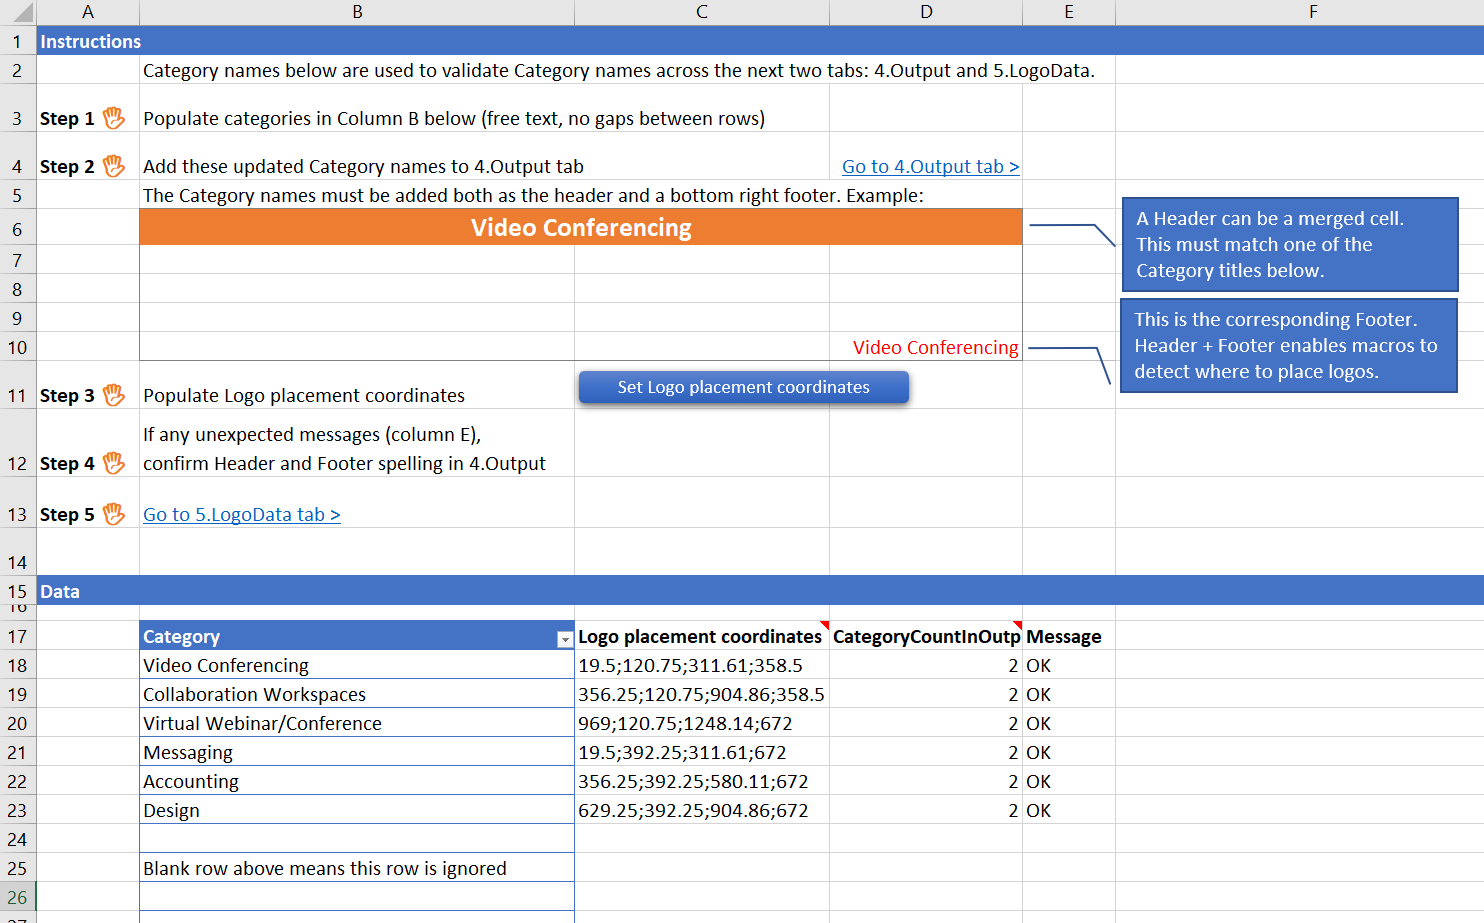 A B C D E F
1 Instructions
2 Category names below are used to validate Category names across the next two tabs: 4.Output and 5.LogoData.
3 Step 1 Populate categories in Column B below (free text, no gaps between rows)
4 Step 2 Add these updated Category names to 4.Output tab Go to 4.Output tab >
5 The Category names must be added both as the header and a bottom right footer. Example:
6 Video Conferencing
A Header can be a merged cell.
This must match one of the
Category titles below.
7
8
9
10 Video Conferencing
This is the corresponding Footer.
Header + Footer enables macros to
detect where to place logos.
11 Step 3 Populate Logo placement coordinates Set Logo placement coordinates
If any unexpected messages (column E),
12 Step 4 confirm Header and Footer spelling in 4.Output
13 Step 5 Go to 5.LogoData tab >
14
15 Data
16
17 Category Logo placement coordinates CategoryCountInOutp Message
18 Video Conferencing 19.5;120.75;311.61;358.5 2 OK
19 Collaboration Workspaces 356.25;120.75;904.86;358.5 2 OK
20 Virtual Webinar/Conference 969;120.75;1248.14;672 2 OK
21 Messaging 19.5;392.25;311.61;672 2 OK
22 Accounting 356.25;392.25;580.11;672 2 OK
23 Design 629.25;392.25;904.86;672 2 OK
24
25 Blank row above means this row is ignored
26
27